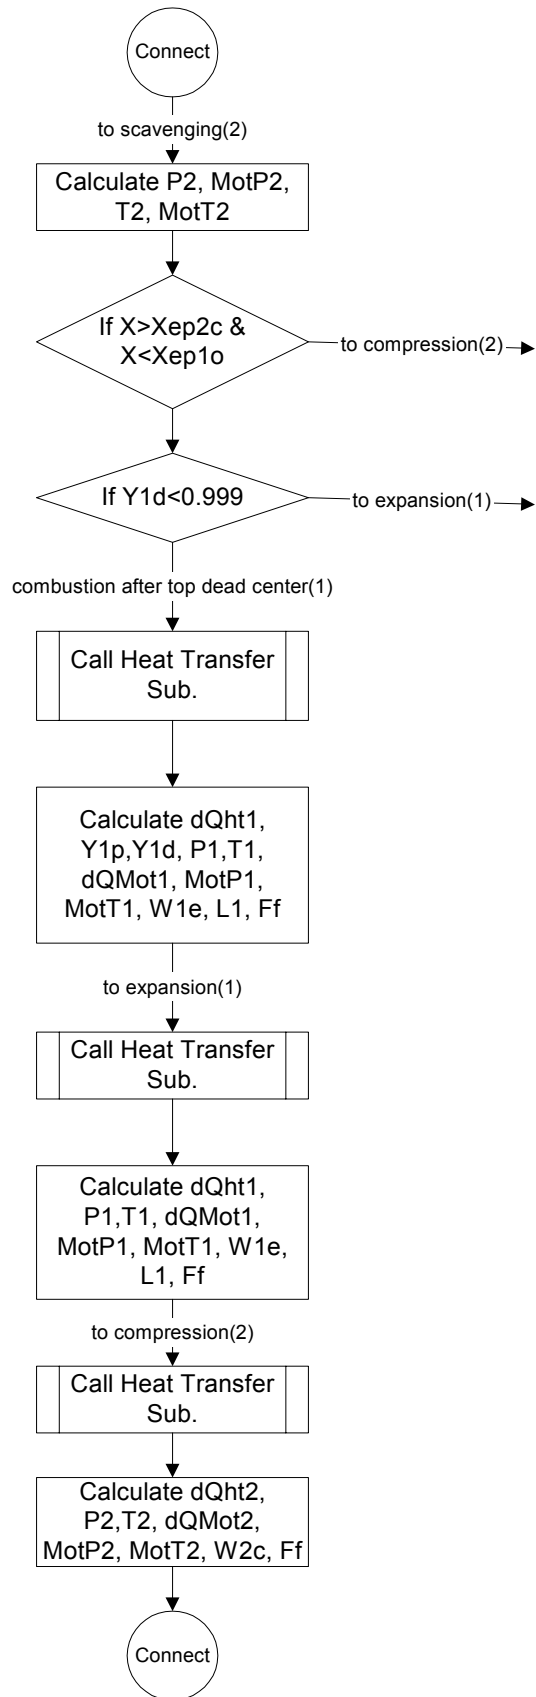 Connect
to scavenging(2)
Calculate P2, MotP2,
T2, MotT2
If X>Xep2c &
X<Xep1o
to compression(2)
If Y1d<0.999
to expansion(1)
combustion after top dead center(1)
Call Heat Transfer
Sub.
Calculate dQht1,
Y1p,Y1d, P1,T1,
dQMot1, MotP1,
MotT1, W1e, L1, Ff
to expansion(1)
Call Heat Transfer
Sub.
Calculate dQht1,
P1,T1, dQMot1,
MotP1, MotT1, W1e,
L1, Ff
to compression(2)
Call Heat Transfer
Sub.
Calculate dQht2,
P2,T2, dQMot2,
MotP2, MotT2, W2c, Ff
Connect